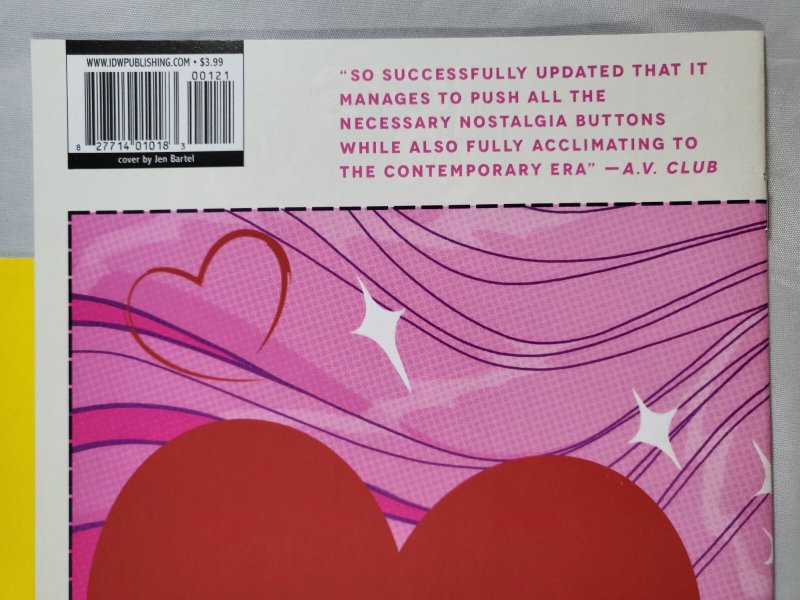 WWW.IDWPUBLISHING.COM • $3.99
00121
8 27714 01018 3
cover by Jen Bartel
“SO SUCCESSFULLY UPDATED THAT IT
MANAGES TO PUSH ALL THE
NECESSARY NOSTALGIA BUTTONS
WHILE ALSO FULLY ACCLIMATING TO
THE CONTEMPORARY ERA” —A.V. CLUB